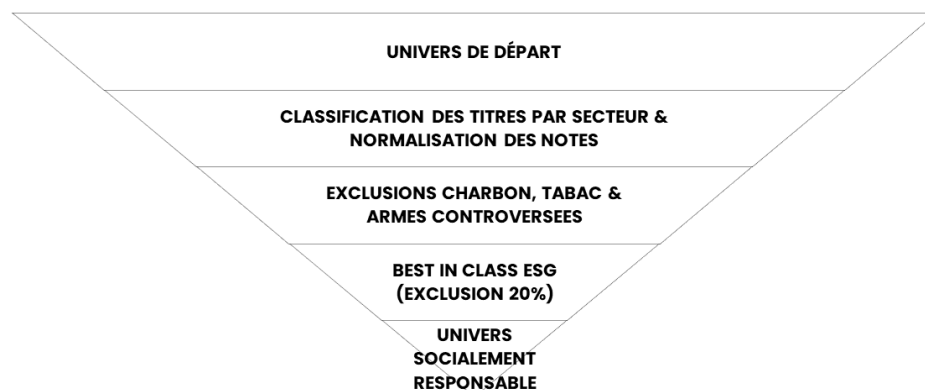 UNIVERS DE DÉPART
CLASSIFICATION DES TITRES PAR SECTEUR &
NORMALISATION DES NOTES
EXCLUSIONS CHARBON, TABAC &
ARMES CONTROVERSEES
BEST IN CLASS ESG
(EXCLUSION 20%)
UNIVERS
SOCIALEMENT
RESPONSABLE